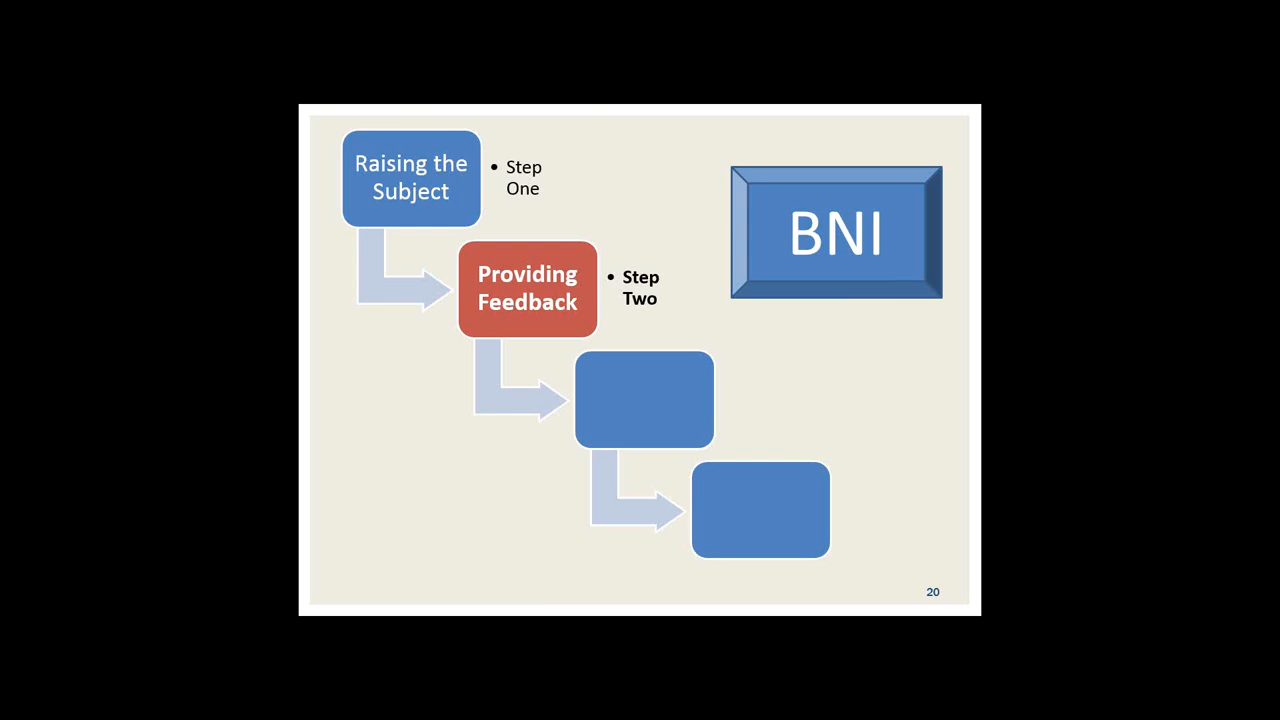 Raising the
Subject
• Step
One
BNI
Providing
Feedback
• Step
Two
20